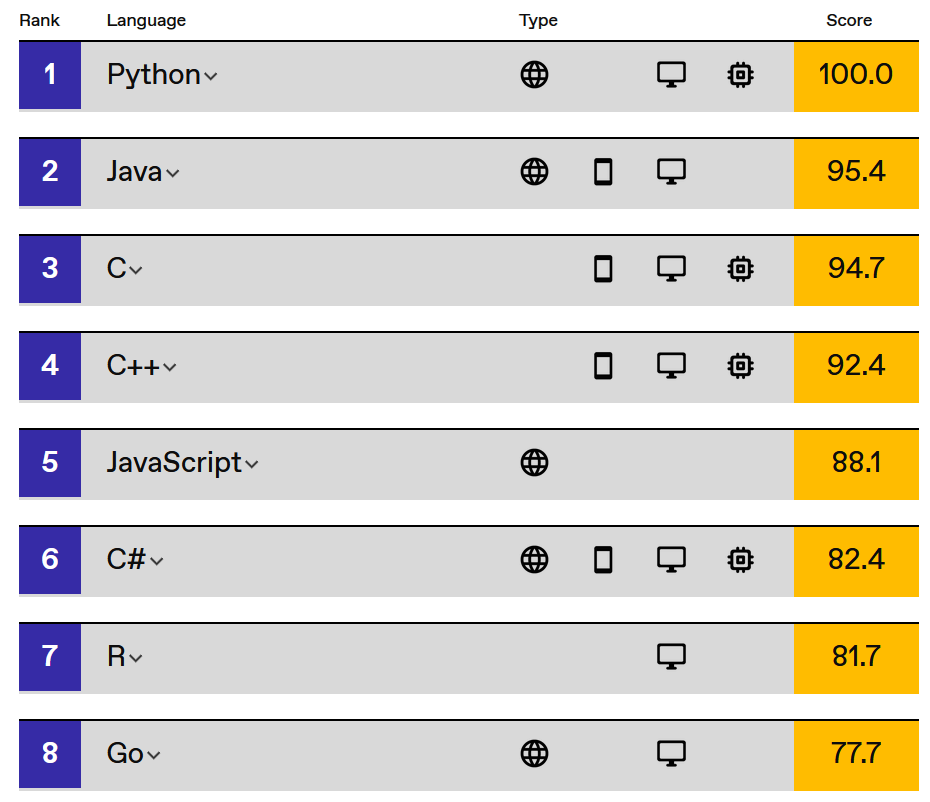 Rank Language Type Score
1 Python 100.0
2 Java 95.4
3 C 94.7
4 C++ 92.4
5 JavaScript 88.1
6 C# 82.4
7 R 81.7
8 Go 77.7